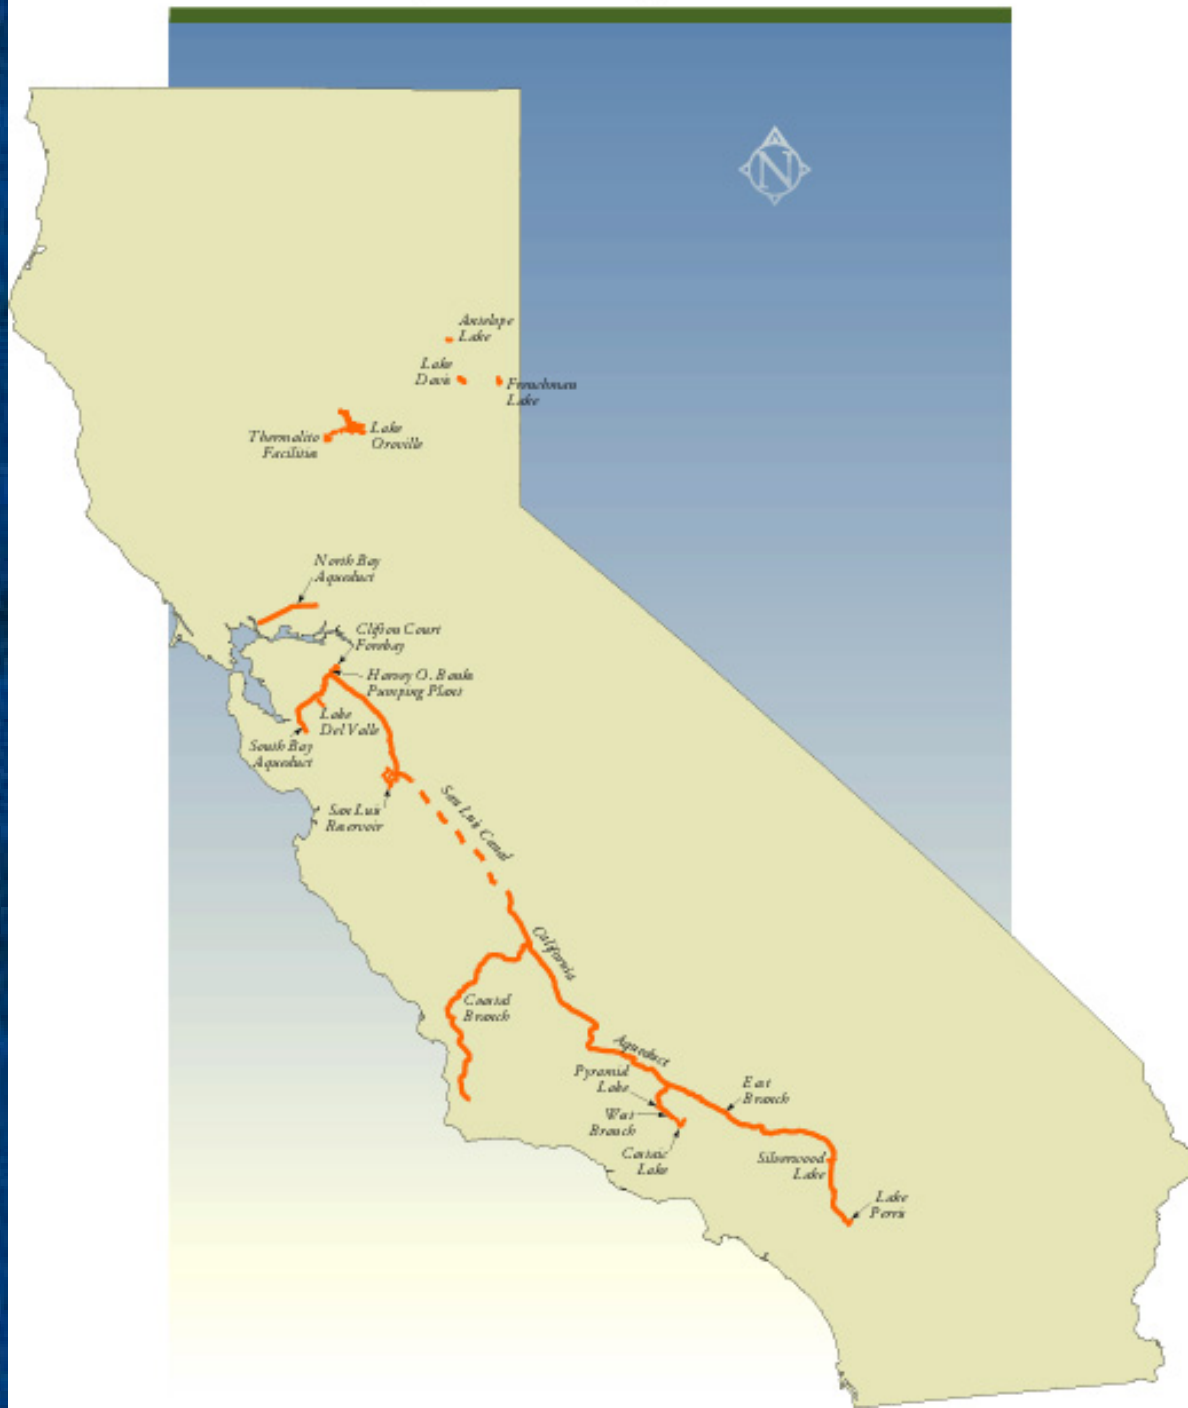 N
Antelope
Lake
Lake
Davis
Frenchman
Lake
Lake
Oroville
Thermalito
Facilities
North Bay
Aqueduct
Clifton Court
Forebay
Harvey O. Banks
Pumping Plant
Lake
Del Valle
South Bay
Aqueduct
San Luis
Reservoir
San Luis Canal
California
Aqueduct
Coastal
Branch
Pyramid
Lake
East
Branch
West
Branch
Castaic
Lake
Silverwood
Lake
Lake
Perris